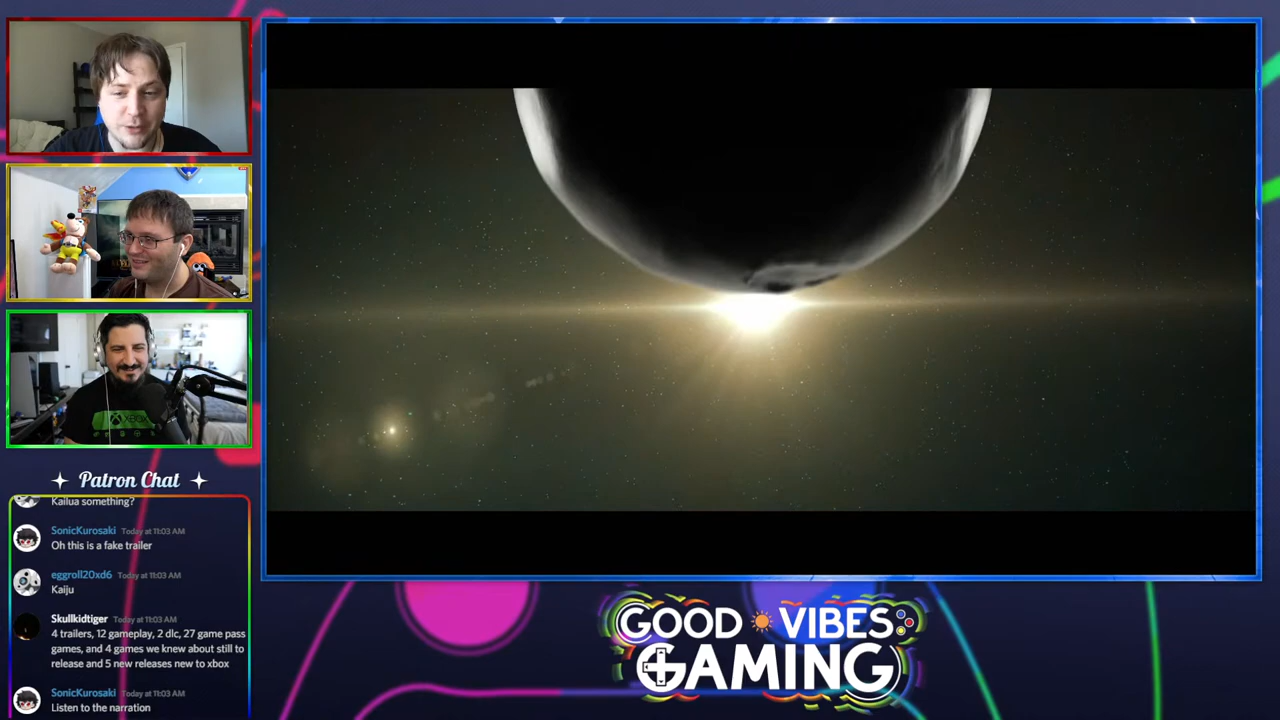 Patron Chat
Kailua something?
SonicKurosaki Today at 11:03 AM
Oh this is a fake trailer
eggroll20xd6 Today at 11:03 AM
Kaiju
Skullkidtiger Today at 11:03 AM
4 trailers, 12 gameplay, 2 dlc, 27 game pass
games, and 4 games we knew about still to
release and 5 new releases new to xbox
SonicKurosaki Today at 11:03 AM
Listen to the narration
XBOX
GOOD VIBES
GAMING